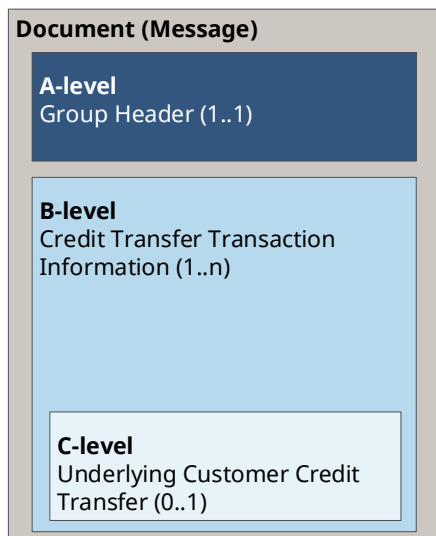 Document (Message)
A-level
Group Header (1..1)
B-level
Credit Transfer Transaction
Information (1..n)
C-level
Underlying Customer Credit
Transfer (0..1)